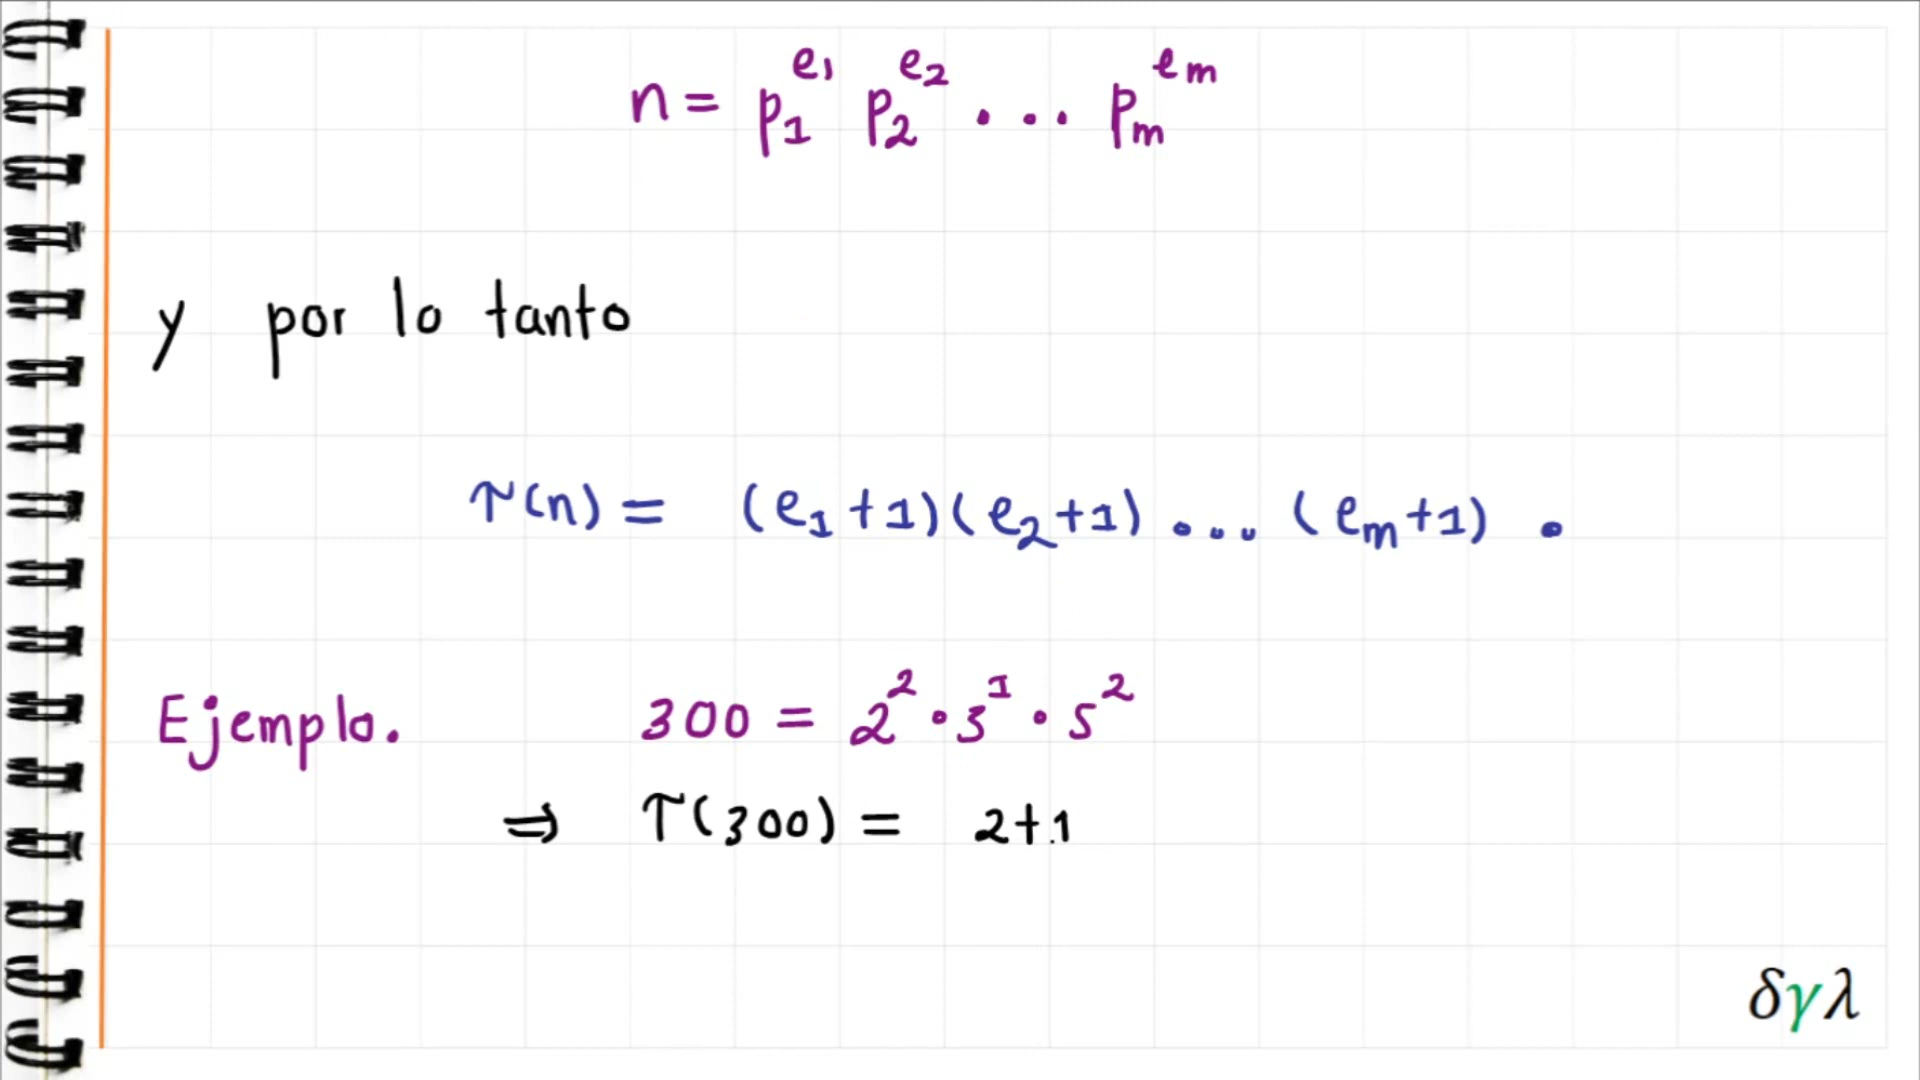 n = p₁^e₁ p₂^e₂ ... pₘ^eₘ
y por lo tanto
τ(n) = (e₁+1)(e₂+1) ... (eₘ+1) .
Ejemplo. 300 = 2² · 3¹ · 5²
⇒ τ(300) = 2+1
δγλ